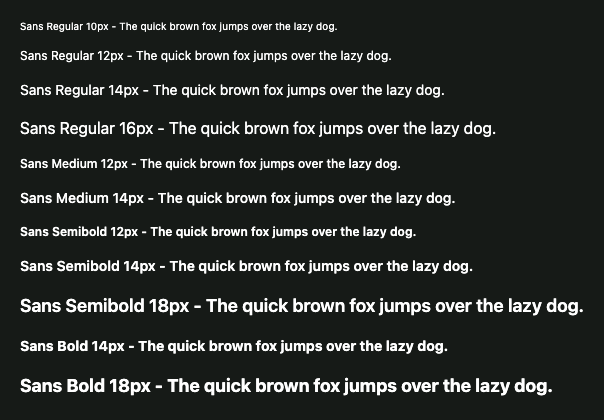 Sans Regular 10px - The quick brown fox jumps over the lazy dog.
Sans Regular 12px - The quick brown fox jumps over the lazy dog.
Sans Regular 14px - The quick brown fox jumps over the lazy dog.
Sans Regular 16px - The quick brown fox jumps over the lazy dog.
Sans Medium 12px - The quick brown fox jumps over the lazy dog.
Sans Medium 14px - The quick brown fox jumps over the lazy dog.
Sans Semibold 12px - The quick brown fox jumps over the lazy dog.
Sans Semibold 14px - The quick brown fox jumps over the lazy dog.
Sans Semibold 18px - The quick brown fox jumps over the lazy dog.
Sans Bold 14px - The quick brown fox jumps over the lazy dog.
Sans Bold 18px - The quick brown fox jumps over the lazy dog.